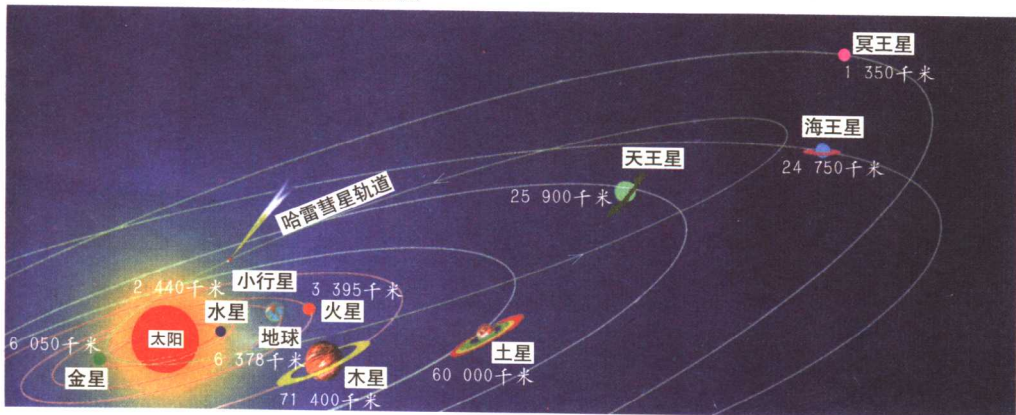 冥王星
1 350千米
海王星
24 750千米
天王星
25 900千米
哈雷彗星轨道
小行星
2 440千米
3 395千米
水星
火星
太阳
地球
6 050千米
6 378千米
金星
木星
71 400千米
土星
60 000千米